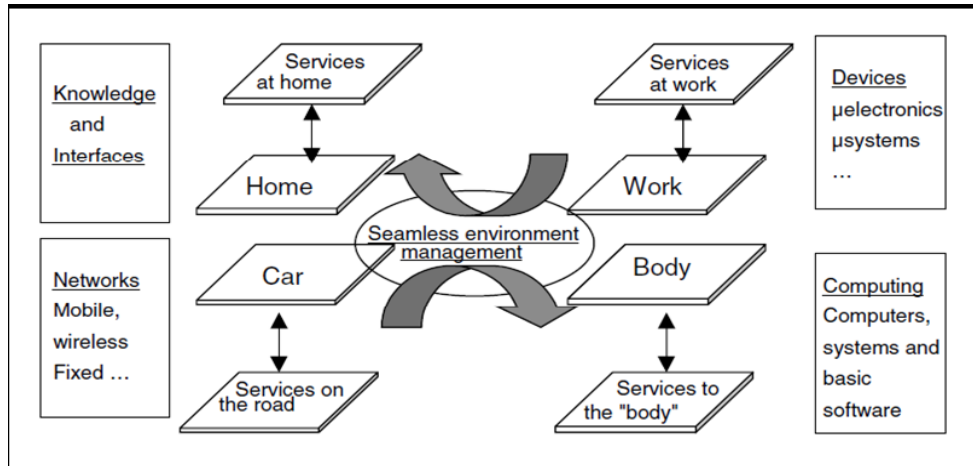 Knowledge
and
Interfaces
Services
at home
Services
at work
Devices
µelectronics
µsystems
…
Home
Work
Seamless environment
management
Networks
Mobile,
wireless
Fixed …
Car
Body
Computing
Computers,
systems and
basic
software
Services on
the road
Services to
the "body"